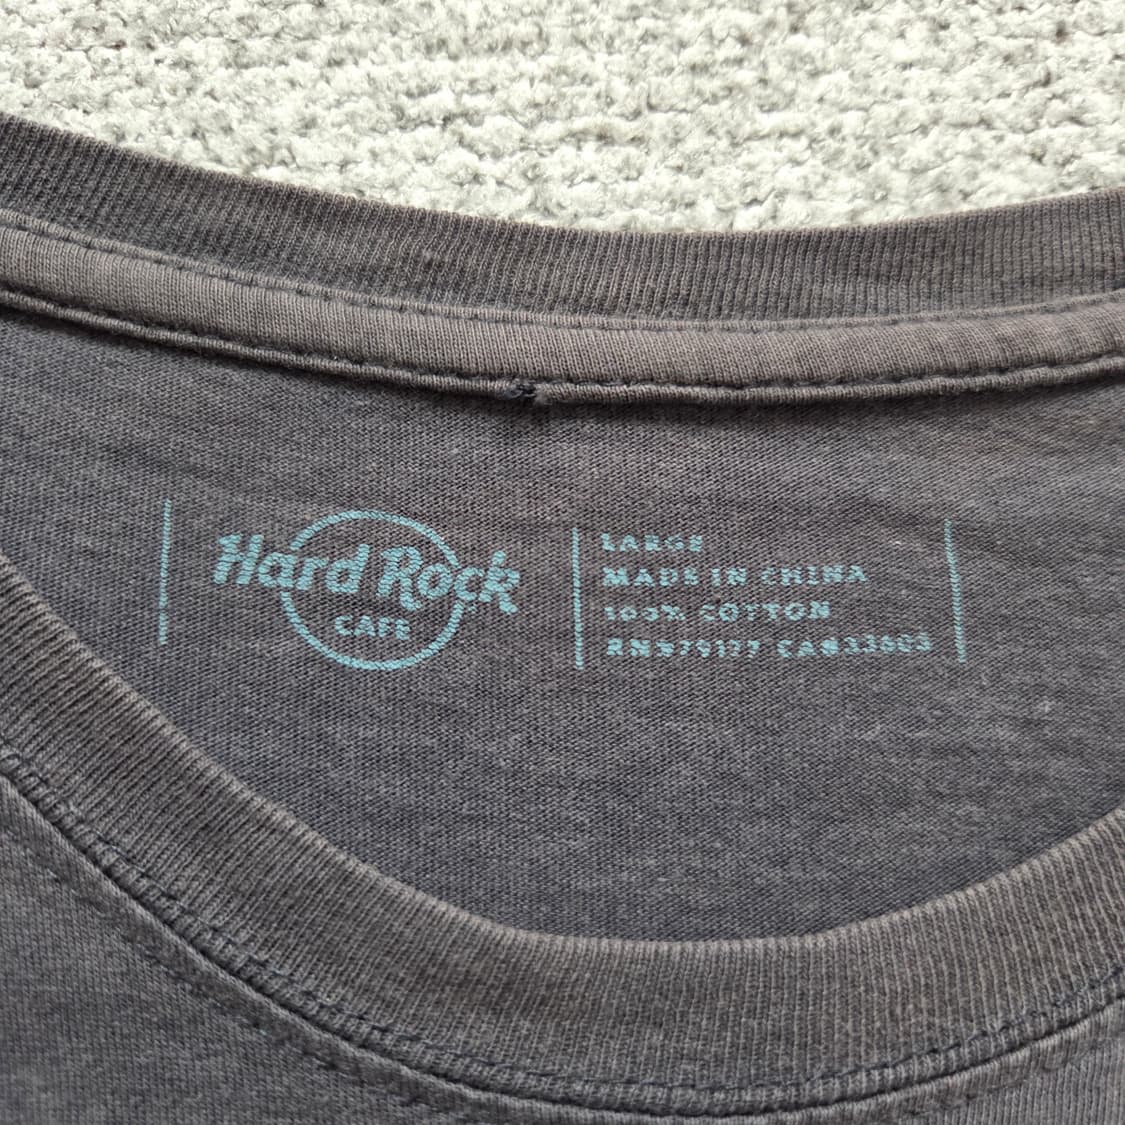 Hard Rock
CAFE
LARGE
MADE IN CHINA
100% COTTON